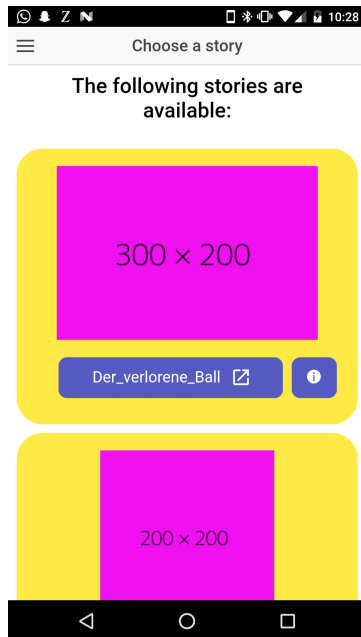 10:28
Choose a story
The following stories are
available:
300 × 200
Der_verlorene_Ball
200 × 200